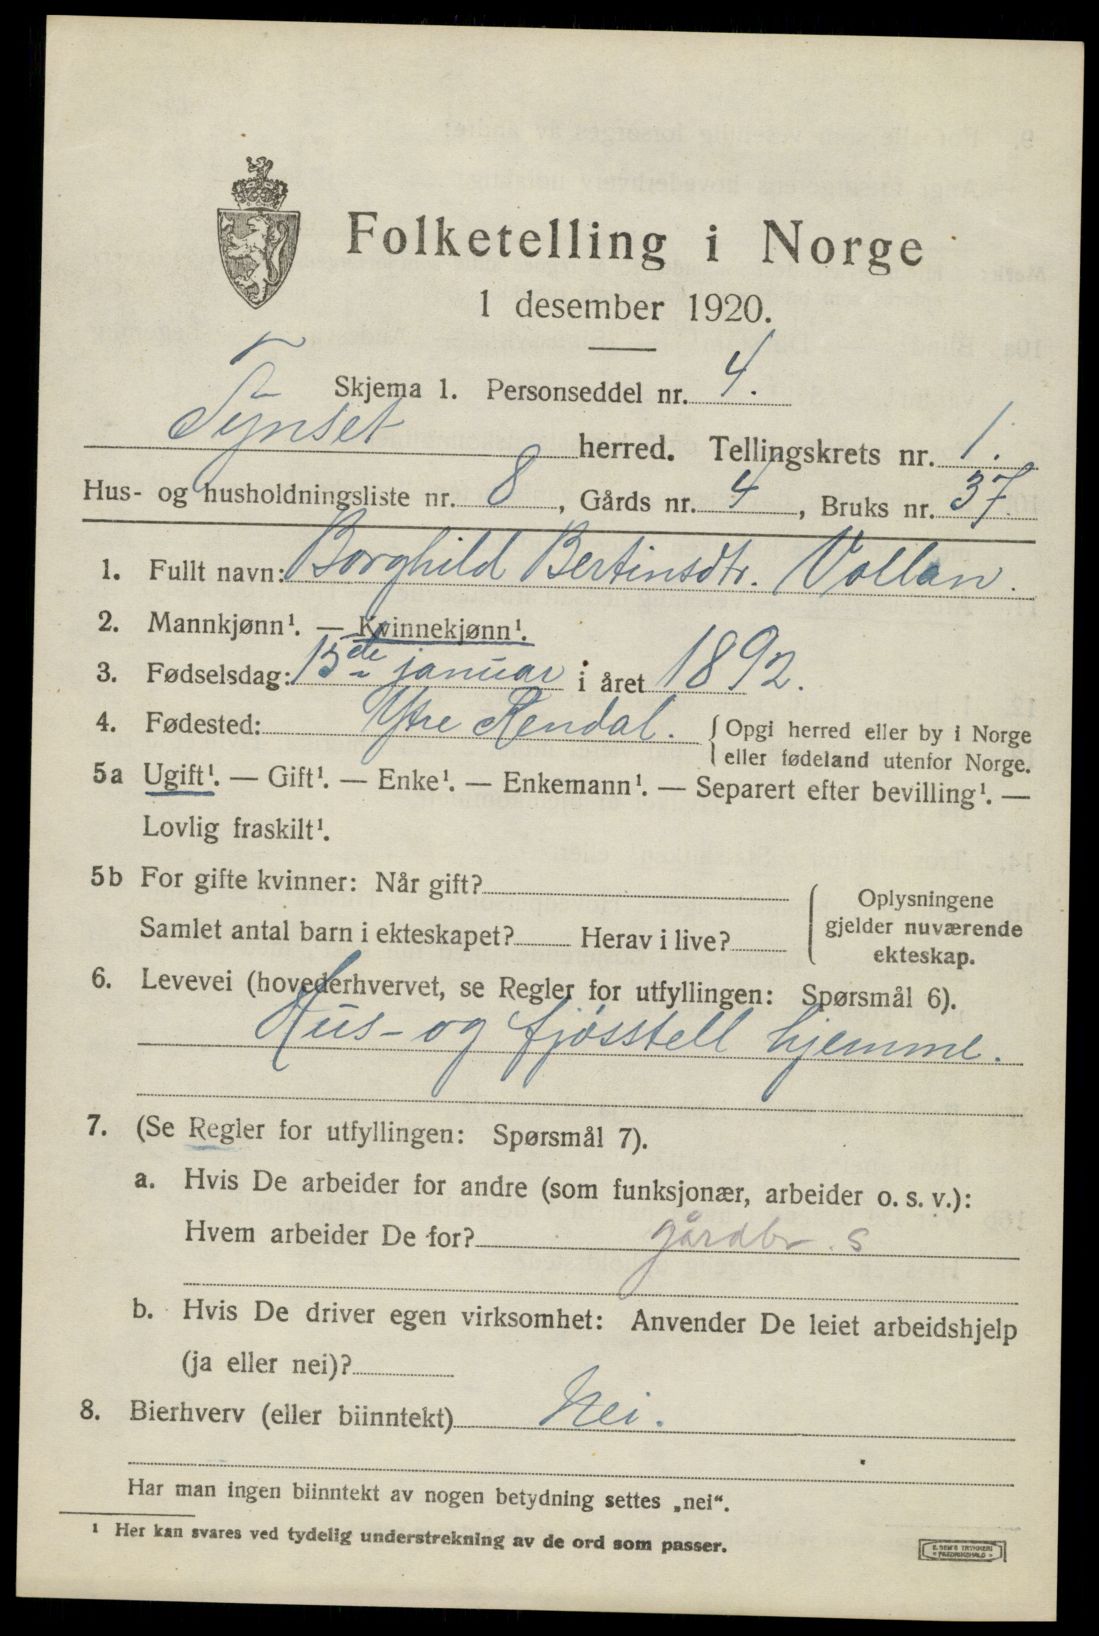 Folketelling i Norge
1 desember 1920.
Skjema 1. Personseddel nr. 4.
Tynset herred. Tellingskrets nr. 1.
Hus- og husholdningsliste nr. 8, Gårds nr. 4, Bruks nr. 37.
1. Fullt navn: Borghild Bertinsdtr. Vollan.
2. Mannkjønn¹. — Kvinnekjønn¹.
3. Fødselsdag: 15de januar i året 1892.
4. Fødested: Ytre Rendal. { Opgi herred eller by i Norge
eller fødeland utenfor Norge.
5a Ugift¹. — Gift¹. — Enke¹. — Enkemann¹. — Separert efter bevilling¹. —
Lovlig fraskilt¹.
5b For gifte kvinner: Når gift?
Samlet antal barn i ekteskapet? Herav i live?
{ Oplysningene
gjelder nuværende
ekteskap.
6. Levevei (hovederhvervet, se Regler for utfyllingen: Spørsmål 6).
Hus- og fjösstell hjemme.
7. (Se Regler for utfyllingen: Spørsmål 7).
a. Hvis De arbeider for andre (som funksjonær, arbeider o. s. v.):
Hvem arbeider De for? gårdbr. s
b. Hvis De driver egen virksomhet: Anvender De leiet arbeidshjelp
(ja eller nei)?
8. Bierhverv (eller biinntekt) Nei.
Har man ingen biinntekt av nogen betydning settes „nei“.
¹ Her kan svares ved tydelig understrekning av de ord som passer.
E. SEM'S TRYKKERI
FREDRIKSHALD